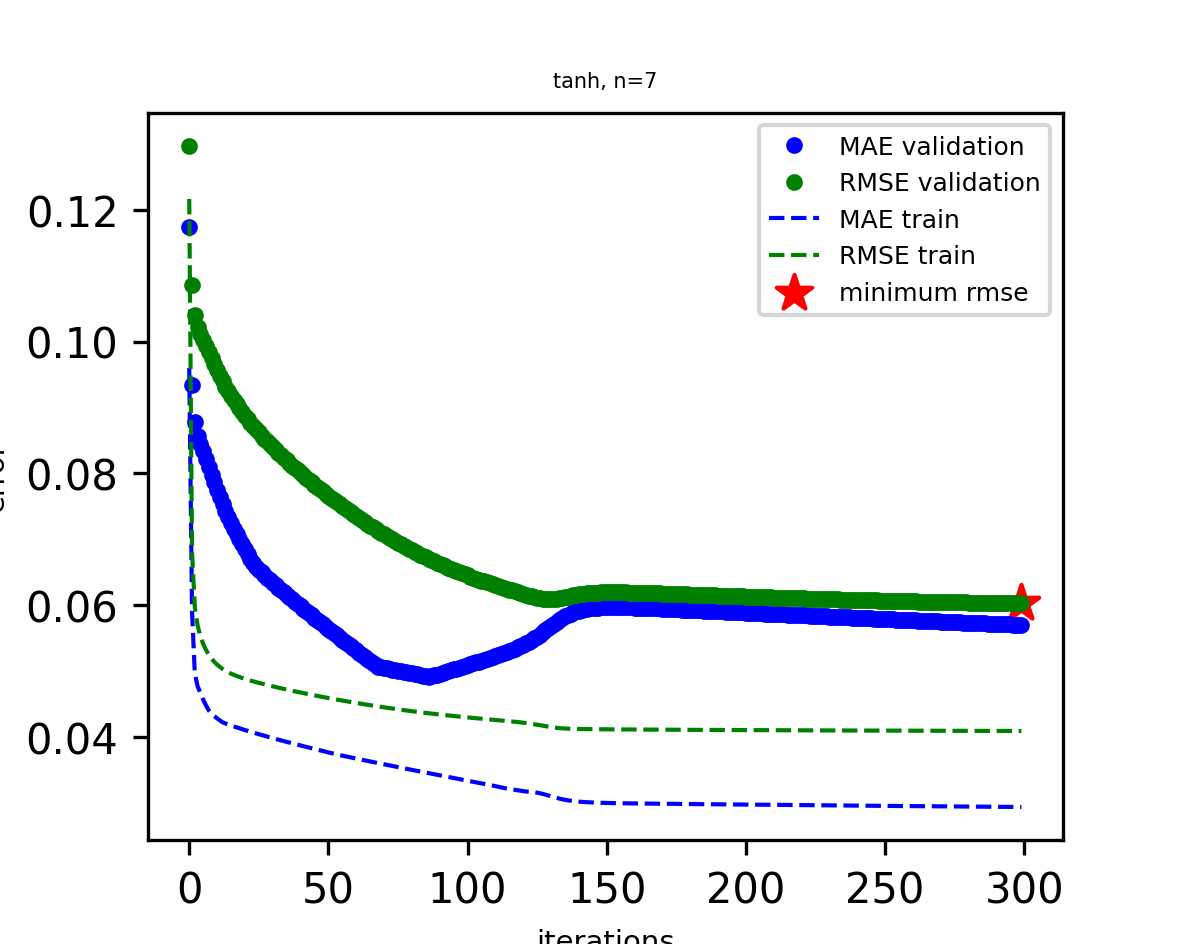 tanh, n=7
MAE validation
RMSE validation
MAE train
RMSE train
minimum rmse
0.12
0.10
0.08
0.06
0.04
0 50 100 150 200 250 300
iterations